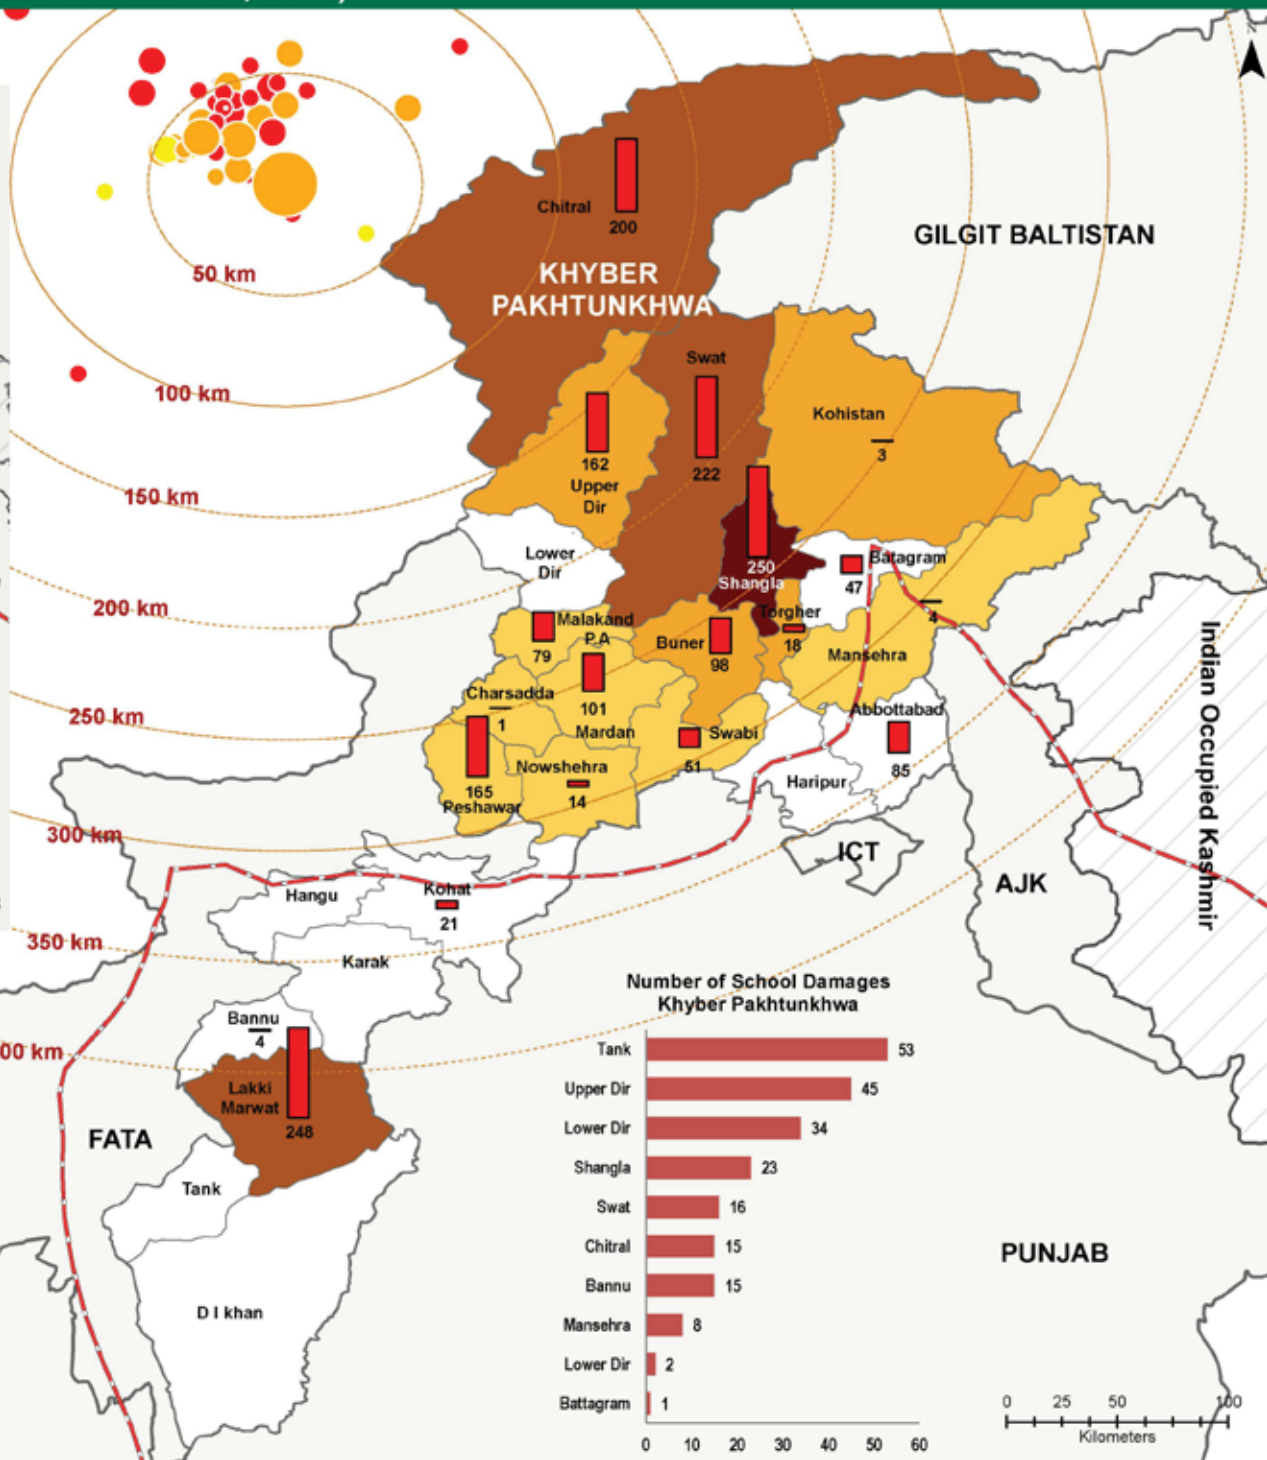 50 km
100 km
150 km
200 km
250 km
300 km
350 km
00 km
Chitral
200
KHYBER
PAKHTUNKHWA
GILGIT BALTISTAN
Swat
222
Kohistan
3
162
Upper
Dir
Lower
Dir
250
Shangla
Batagram
47
4
Torgher
18
Malakand
P.A
79
Buner
98
Mansehra
Charsadda
1
101
Mardan
Swabi
51
Abbottabad
85
Nowshehra
14
165
Peshawar
Haripur
ICT
AJK
Indian Occupied Kashmir
Hangu
Kohat
21
Karak
Bannu
4
Lakki
Marwat
248
FATA
Tank
D I khan
PUNJAB
Number of School Damages
Khyber Pakhtunkhwa
Tank 53
Upper Dir 45
Lower Dir 34
Shangla 23
Swat 16
Chitral 15
Bannu 15
Mansehra 8
Lower Dir 2
Battagram 1
0 10 20 30 40 50 60
0 25 50 100
Kilometers